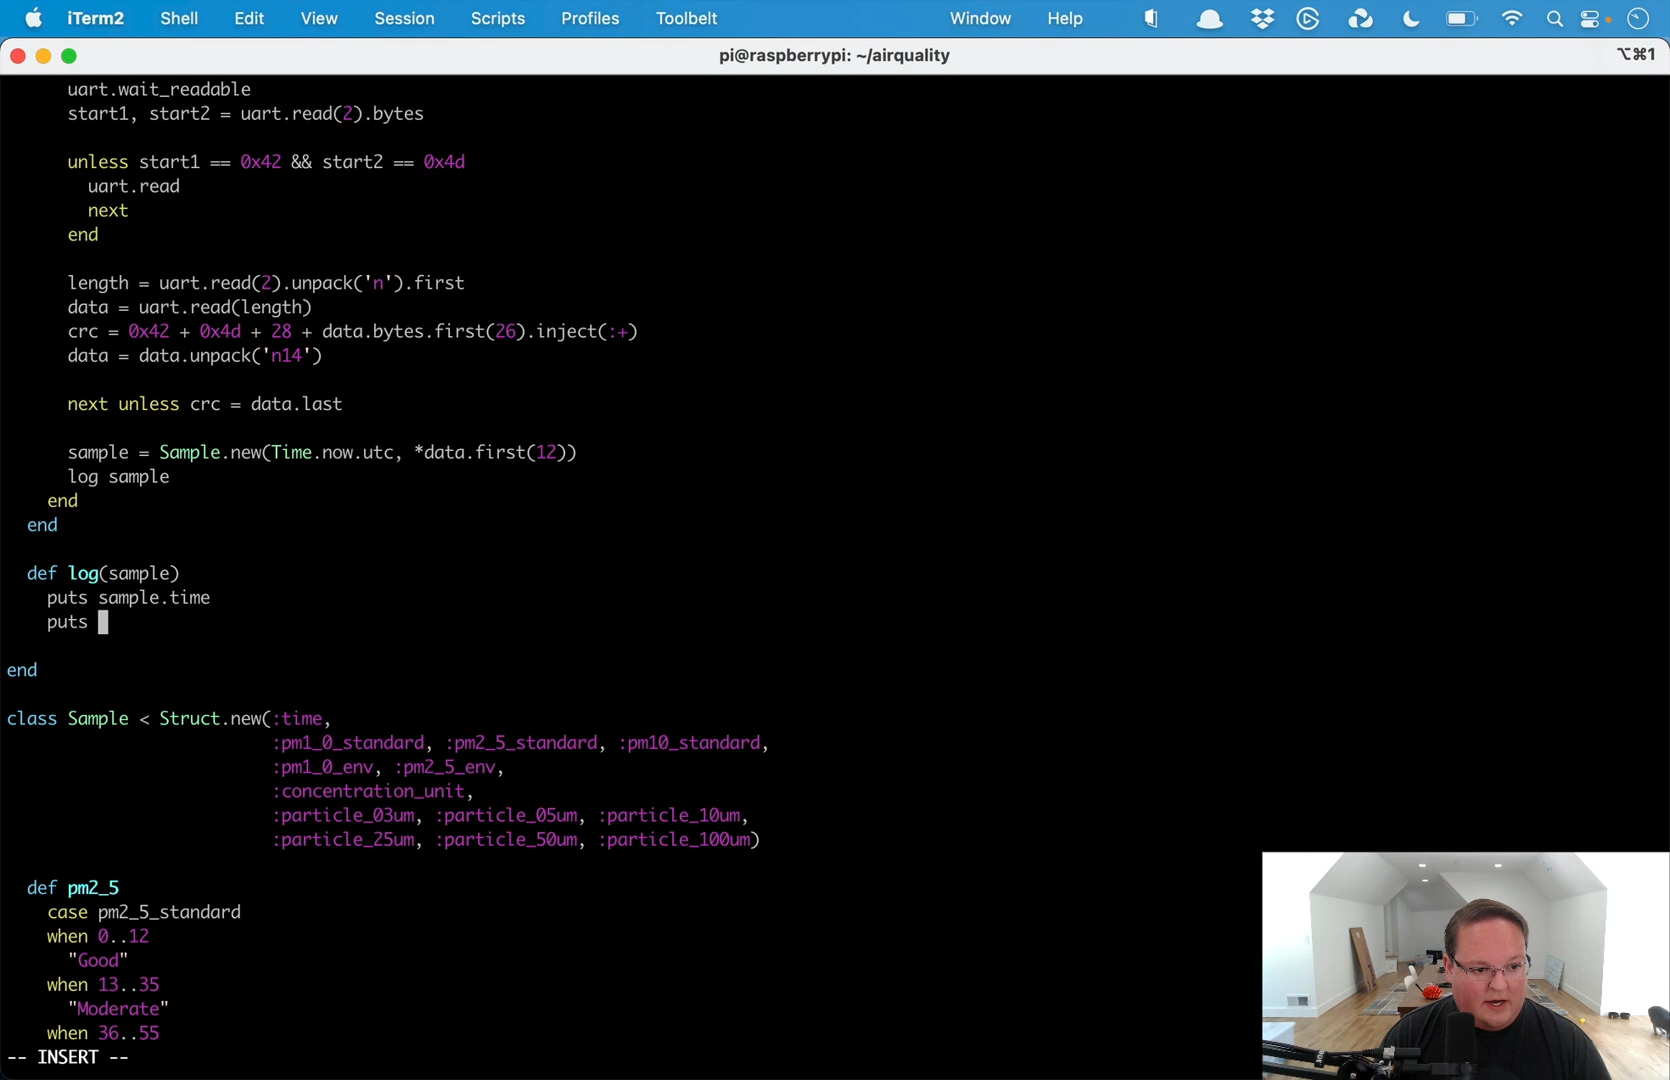 iTerm2 Shell Edit View Session Scripts Profiles Toolbelt Window Help
pi@raspberrypi: ~/airquality ⌥⌘1
uart.wait_readable
start1, start2 = uart.read(2).bytes
unless start1 == 0x42 && start2 == 0x4d
uart.read
next
end
length = uart.read(2).unpack('n').first
data = uart.read(length)
crc = 0x42 + 0x4d + 28 + data.bytes.first(26).inject(:+)
data = data.unpack('n14')
next unless crc = data.last
sample = Sample.new(Time.now.utc, *data.first(12))
log sample
end
end
def log(sample)
puts sample.time
puts
end
class Sample < Struct.new(:time,
:pm1_0_standard, :pm2_5_standard, :pm10_standard,
:pm1_0_env, :pm2_5_env,
:concentration_unit,
:particle_03um, :particle_05um, :particle_10um,
:particle_25um, :particle_50um, :particle_100um)
def pm2_5
case pm2_5_standard
when 0..12
"Good"
when 13..35
"Moderate"
when 36..55
-- INSERT --